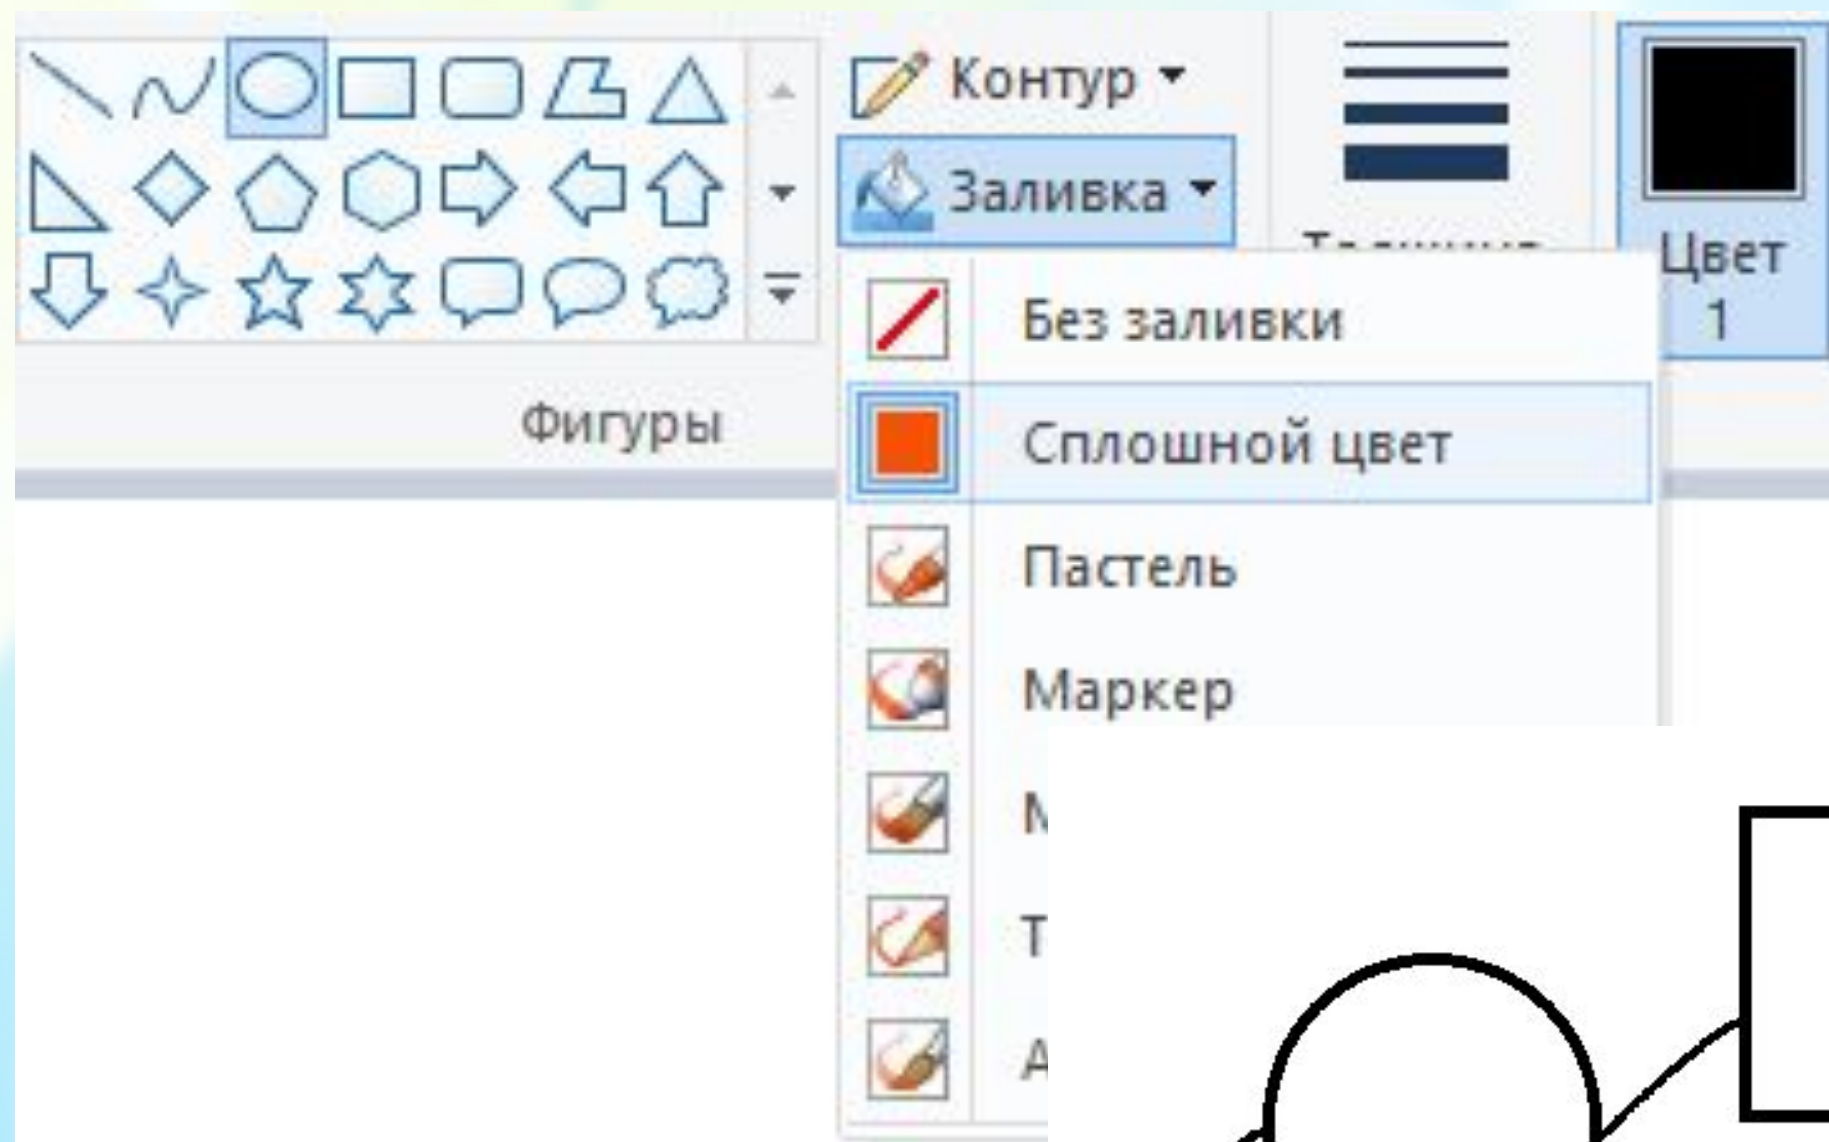 Контур
Заливка
Цвет
1
Без заливки
Сплошной цвет
Фигуры
Пастель
Маркер